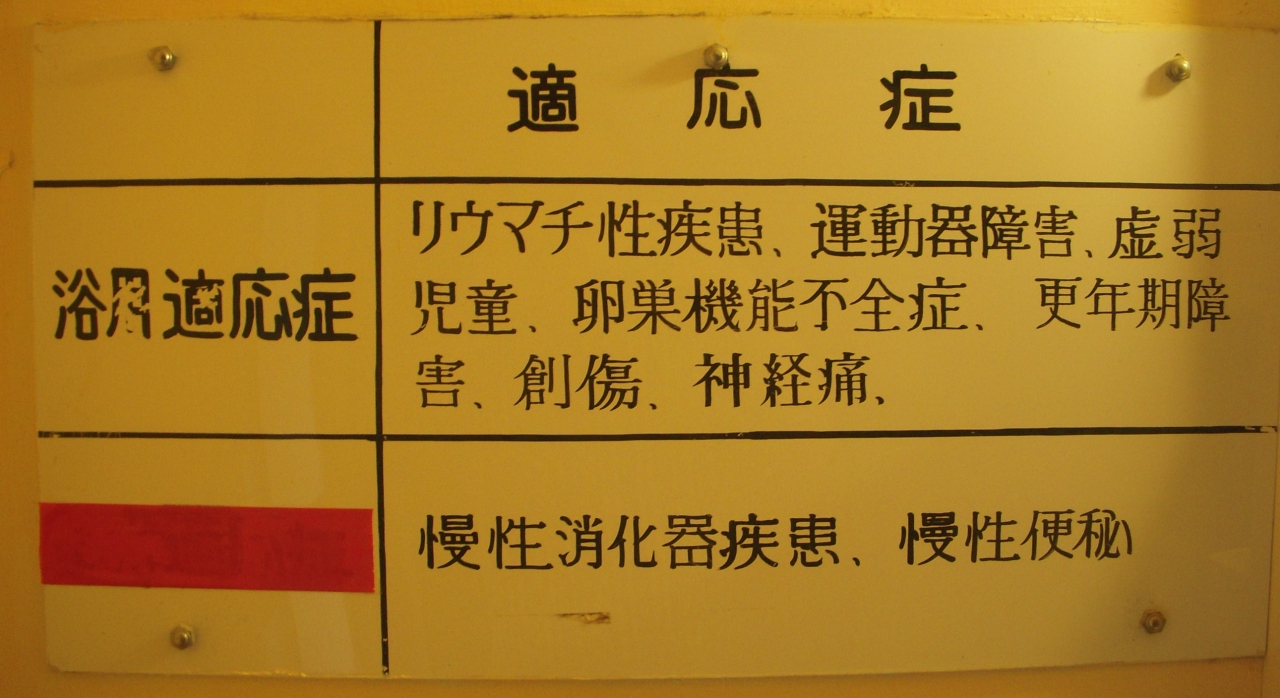 適応症
浴用適応症
リウマチ性疾患、運動器障害、虚弱
児童、卵巣機能不全症、更年期障
害、創傷、神経痛、
慢性消化器疾患、慢性便秘